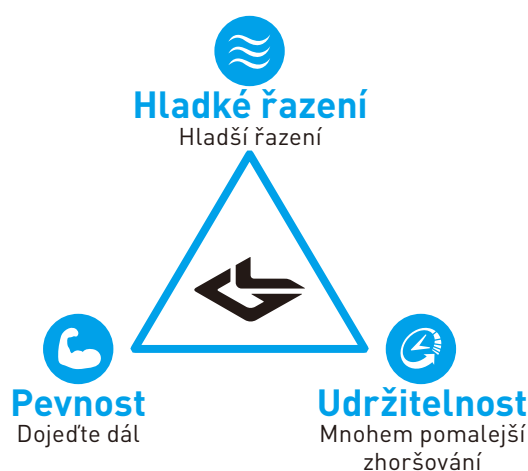 Hladké řazení
Hladší řazení
Pevnost
Dojeďte dál
Udržitelnost
Mnohem pomalejší
zhoršování